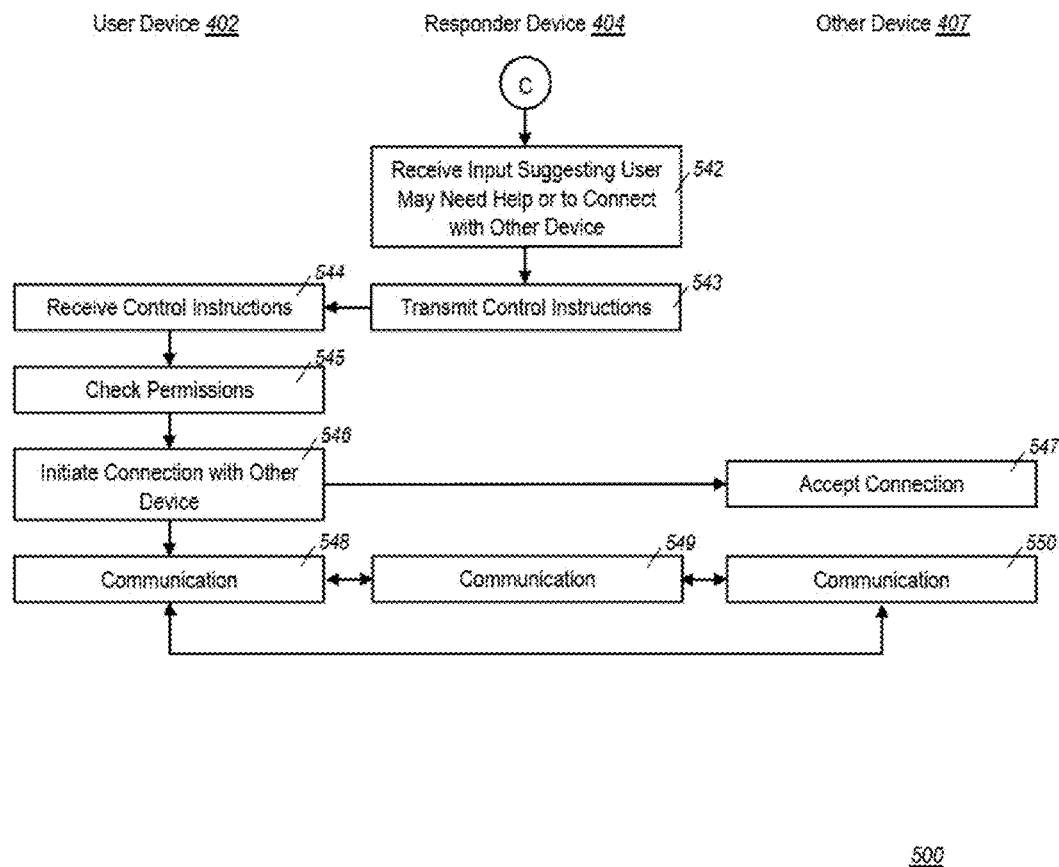 User Device 402
Responder Device 404
Other Device 407
C
Receive Input Suggesting User
May Need Help or to Connect
with Other Device
542
544
Receive Control Instructions
Transmit Control Instructions
543
545
Check Permissions
546
Initiate Connection with Other
Device
547
Accept Connection
548
Communication
549
Communication
550
Communication
500